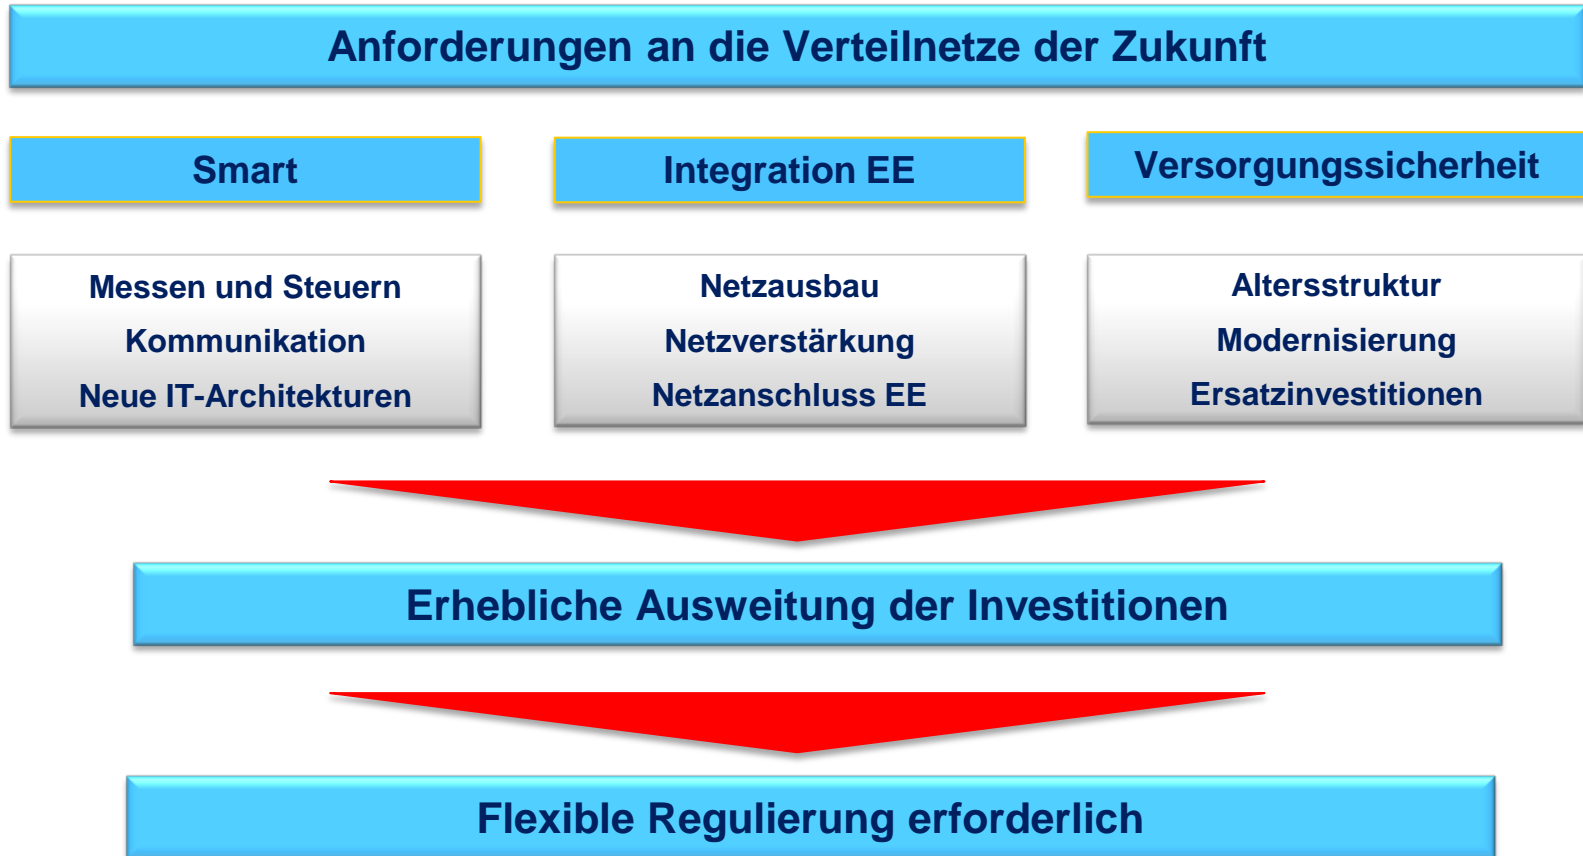 Anforderungen an die Verteilnetze der Zukunft
Smart
Integration EE
Versorgungssicherheit
Messen und Steuern
Kommunikation
Neue IT-Architekturen
Netzausbau
Netzverstärkung
Netzanschluss EE
Altersstruktur
Modernisierung
Ersatzinvestitionen
Erhebliche Ausweitung der Investitionen
Flexible Regulierung erforderlich